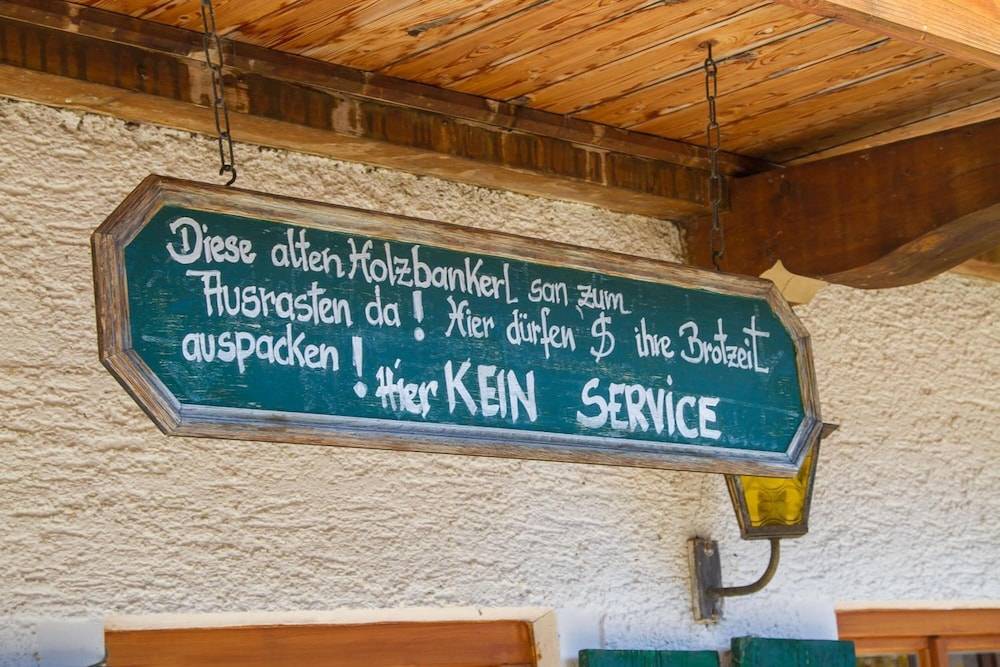 Diese alten Holzbankerl san zum
Ausrasten da! Hier dürfen S ihre Brotzeit
auspacken! Hier KEIN SERVICE